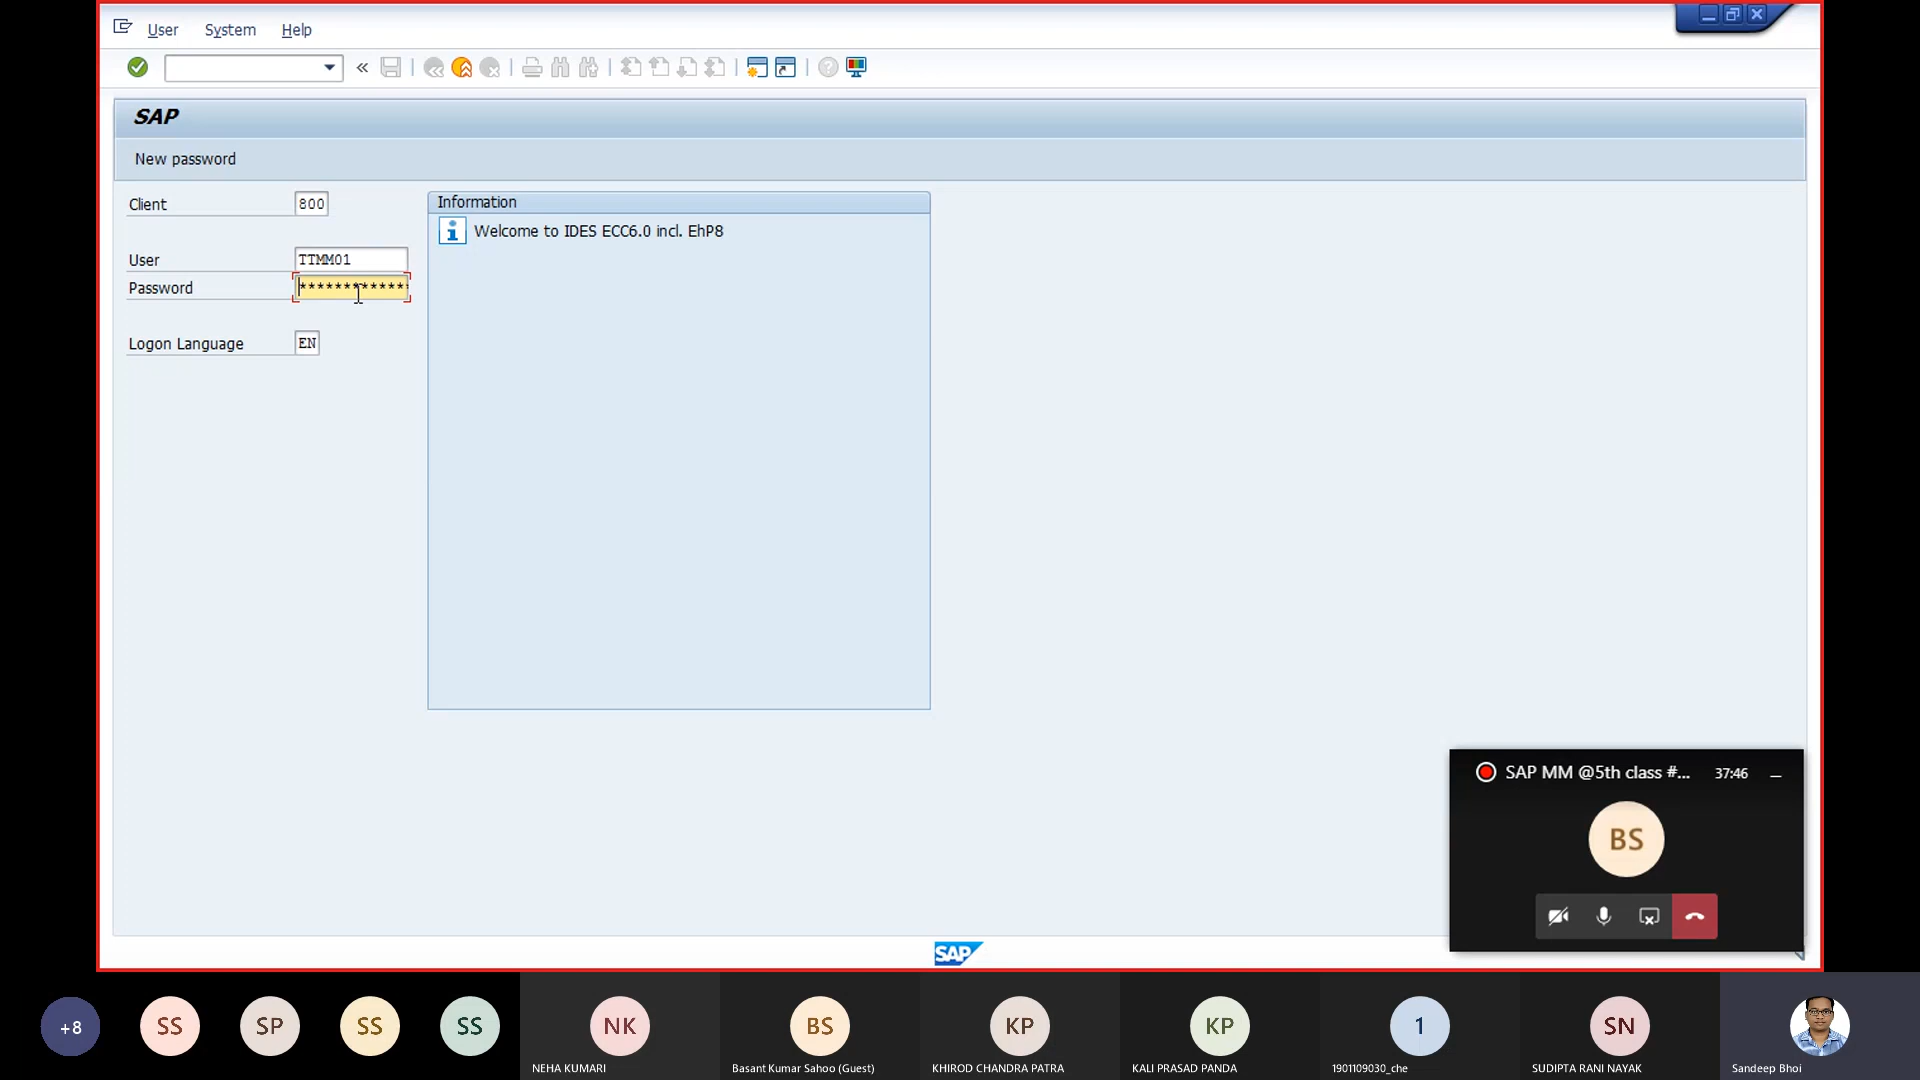 User System Help
SAP
New password
Client 800
Information
Welcome to IDES ECC6.0 incl. EhP8
User TTMM01
Password *************
Logon Language EN
SAP MM @5th class #... 37:46
BS
SAP
+8
SS
SP
SS
SS
NK
BS
KP
KP
1
SN
NEHA KUMARI
Basant Kumar Sahoo (Guest)
KHIROD CHANDRA PATRA
KALI PRASAD PANDA
1901109030_che
SUDIPTA RANI NAYAK
Sandeep Bhoi